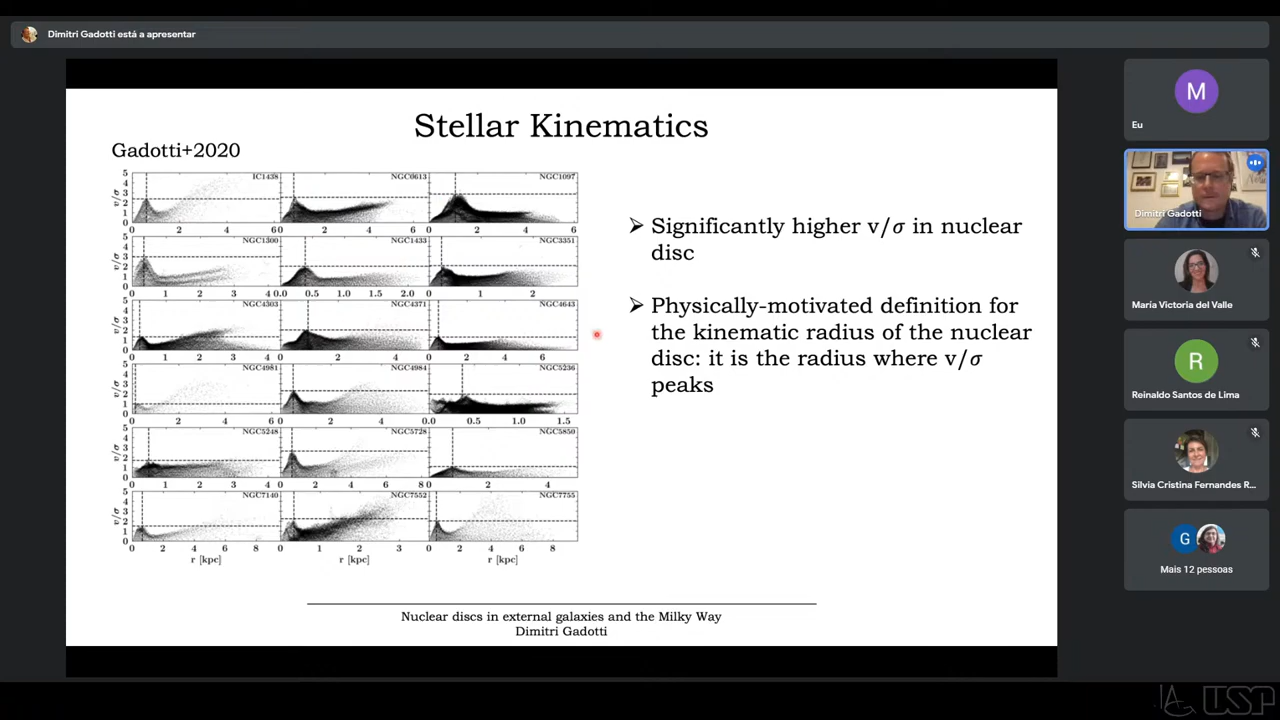 Dimitri Gadotti está a apresentar
Stellar Kinematics
Gadotti+2020
IC1438 NGC0613 NGC1097
NGC1300 NGC1433 NGC3351
NGC4303 NGC4371 NGC4643
NGC4981 NGC4984 NGC5236
NGC5248 NGC5728 NGC5850
NGC7140 NGC7552 NGC7755
v/σ
r [kpc] r [kpc] r [kpc]
➢ Significantly higher v/σ in nuclear
disc
➢ Physically-motivated definition for
the kinematic radius of the nuclear
disc: it is the radius where v/σ
peaks
Nuclear discs in external galaxies and the Milky Way
Dimitri Gadotti
M
Eu
Dimitri Gadotti
María Victoria del Valle
R
Reinaldo Santos de Lima
Silvia Cristina Fernandes R...
G
Mais 12 pessoas
USP